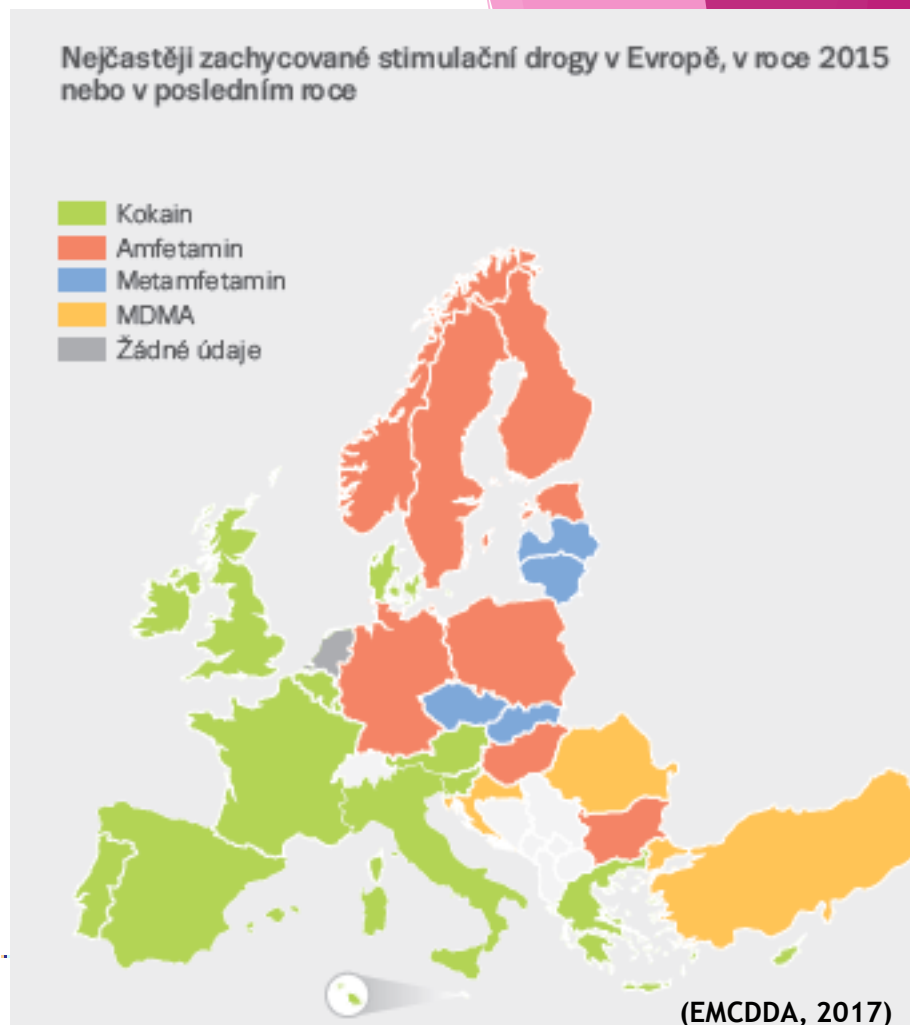 Nejčastěji zachycované stimulační drogy v Evropě, v roce 2015
nebo v posledním roce
Kokain
Amfetamin
Metamfetamin
MDMA
Žádné údaje
(EMCDDA, 2017)